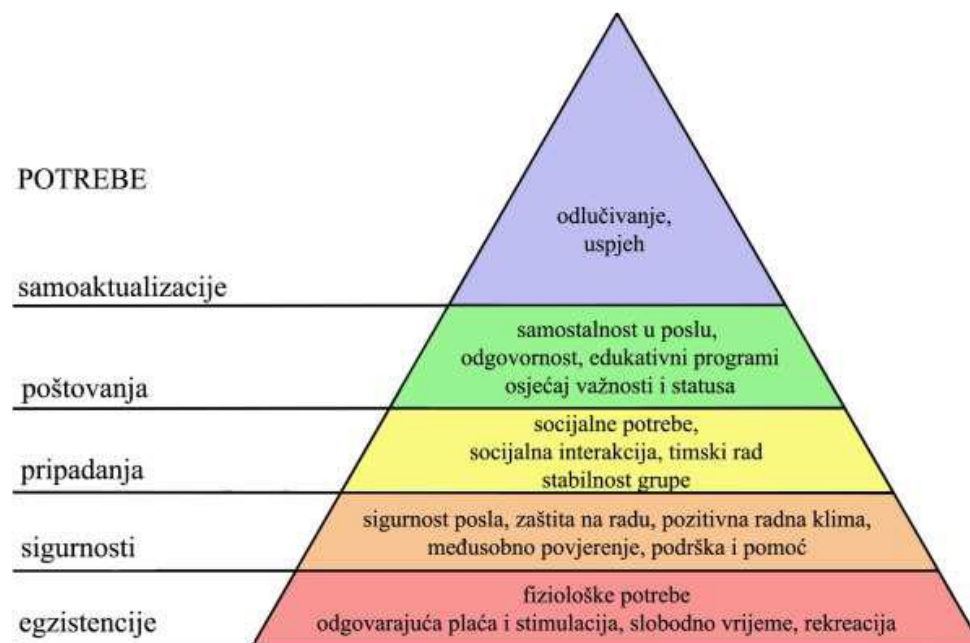 POTREBE
odlučivanje,
uspjeh
samoaktualizacije
samostalnost u poslu,
odgovornost, edukativni programi
osjećaj važnosti i statusa
poštovanja
socijalne potrebe,
socijalna interakcija, timski rad
stabilnost grupe
pripadanja
sigurnost posla, zaštita na radu, pozitivna radna klima,
međusobno povjerenje, podrška i pomoć
sigurnosti
fiziološke potrebe
odgovarajuća plaća i stimulacija, slobodno vrijeme, rekreacija
egzistencije